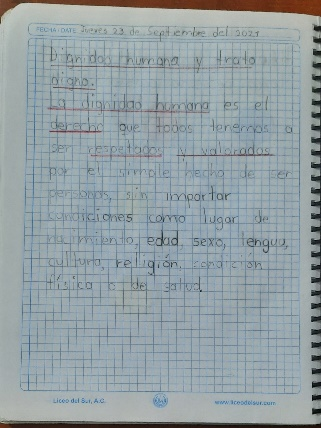 FECHA-DATE Jueves 23 de Septiembre del 2021
Dignidad humana y trato
digno.
La dignidad humana es el
derecho que todos tenemos a
ser respetados y valorados
por el simple hecho de ser
personas, sin importar
condiciones como lugar de
nacimiento, edad, sexo, lengua,
cultura, religión, condición
física o de salud.
Liceo del Sur, A.C. www.liceodelsur.com